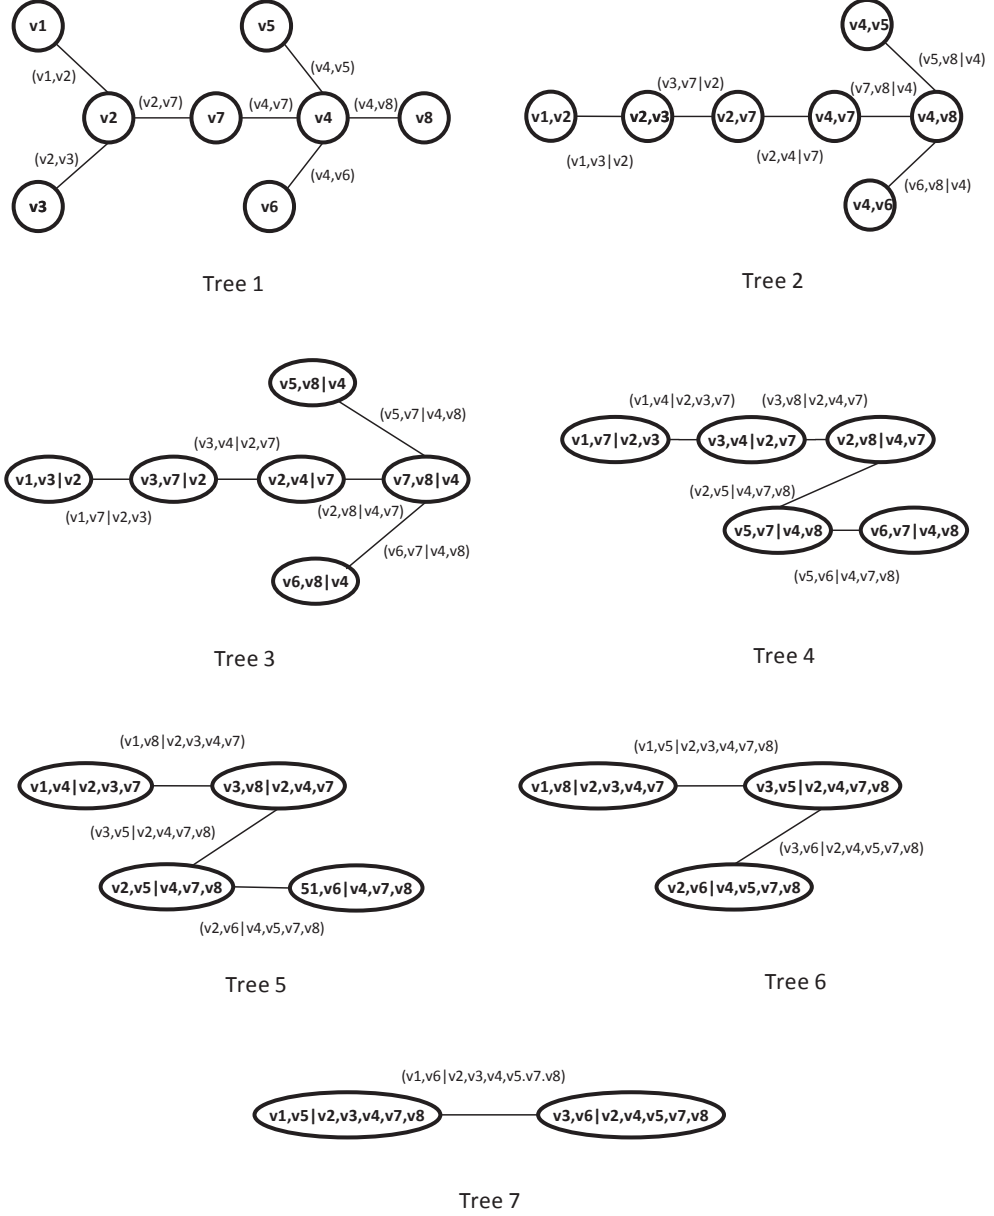 v1
v5
(v1,v2)
(v4,v5)
(v2,v7)
(v4,v7)
(v4,v8)
v2
v7
v4
v8
(v2,v3)
(v4,v6)
v3
v6
Tree 1
v4,v5
(v5,v8|v4)
(v3,v7|v2)
(v7,v8|v4)
v1,v2
v2,v3
v2,v7
v4,v7
v4,v8
(v1,v3|v2)
(v2,v4|v7)
(v6,v8|v4)
v4,v6
Tree 2
v5,v8|v4
(v5,v7|v4,v8)
(v3,v4|v2,v7)
v1,v3|v2
v3,v7|v2
v2,v4|v7
v7,v8|v4
(v1,v7|v2,v3)
(v2,v8|v4,v7)
(v6,v7|v4,v8)
v6,v8|v4
Tree 3
(v1,v4|v2,v3,v7)
(v3,v8|v2,v4,v7)
v1,v7|v2,v3
v3,v4|v2,v7
v2,v8|v4,v7
(v2,v5|v4,v7,v8)
v5,v7|v4,v8
v6,v7|v4,v8
(v5,v6|v4,v7,v8)
Tree 4
(v1,v8|v2,v3,v4,v7)
v1,v4|v2,v3,v7
v3,v8|v2,v4,v7
(v3,v5|v2,v4,v7,v8)
v2,v5|v4,v7,v8
51,v6|v4,v7,v8
(v2,v6|v4,v5,v7,v8)
Tree 5
(v1,v5|v2,v3,v4,v7,v8)
v1,v8|v2,v3,v4,v7
v3,v5|v2,v4,v7,v8
(v3,v6|v2,v4,v5,v7,v8)
v2,v6|v4,v5,v7,v8
Tree 6
(v1,v6|v2,v3,v4,v5.v7.v8)
v1,v5|v2,v3,v4,v7,v8
v3,v6|v2,v4,v5,v7,v8
Tree 7